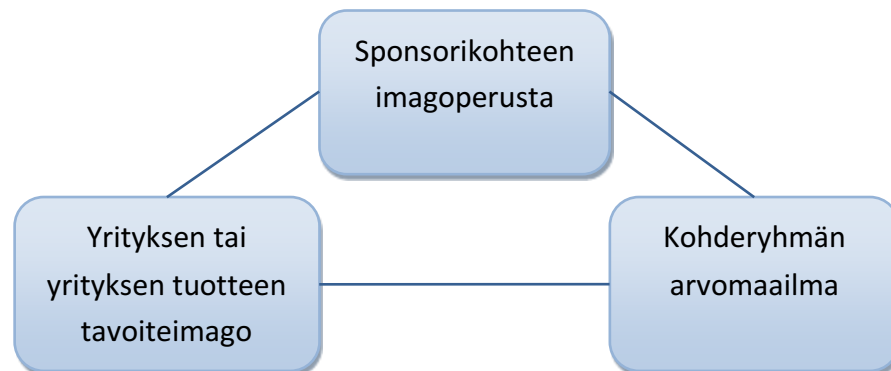 Sponsorikohteen
imagoperusta
Yrityksen tai
yrityksen tuotteen
tavoiteimago
Kohderyhmän
arvomaailma